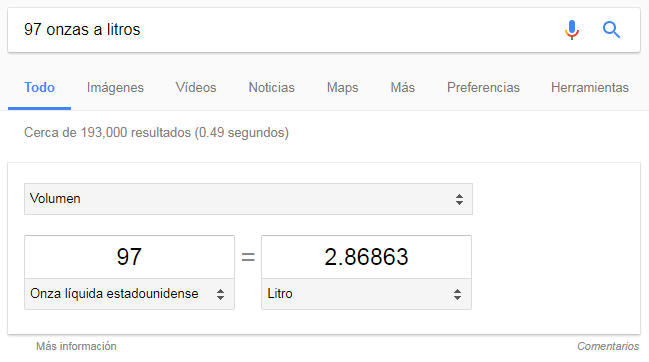 97 onzas a litros
Todo Imágenes Vídeos Noticias Maps Más Preferencias Herramientas
Cerca de 193,000 resultados (0.49 segundos)
Volumen
97 = 2.86863
Onza líquida estadounidense Litro
Más información Comentarios